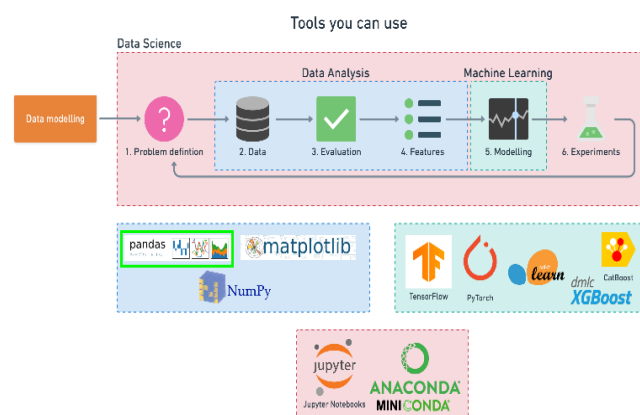 Tools you can use
Data Science
Data Analysis
Machine Learning
Data modelling
?
1. Problem defintion
2. Data
3. Evaluation
4. Features
5. Modelling
6. Experiments
pandas
matplotlib
NumPy
TensorFlow
PyTorch
learn
CatBoost
dmlc
XGBoost
jupyter
Jupyter Notebooks
ANACONDA
MINICONDA